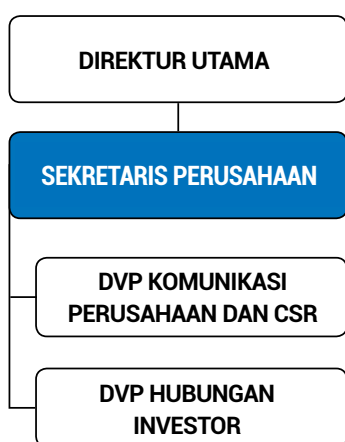 DIREKTUR UTAMA
SEKRETARIS PERUSAHAAN
DVP KOMUNIKASI
PERUSAHAAN DAN CSR
DVP HUBUNGAN
INVESTOR